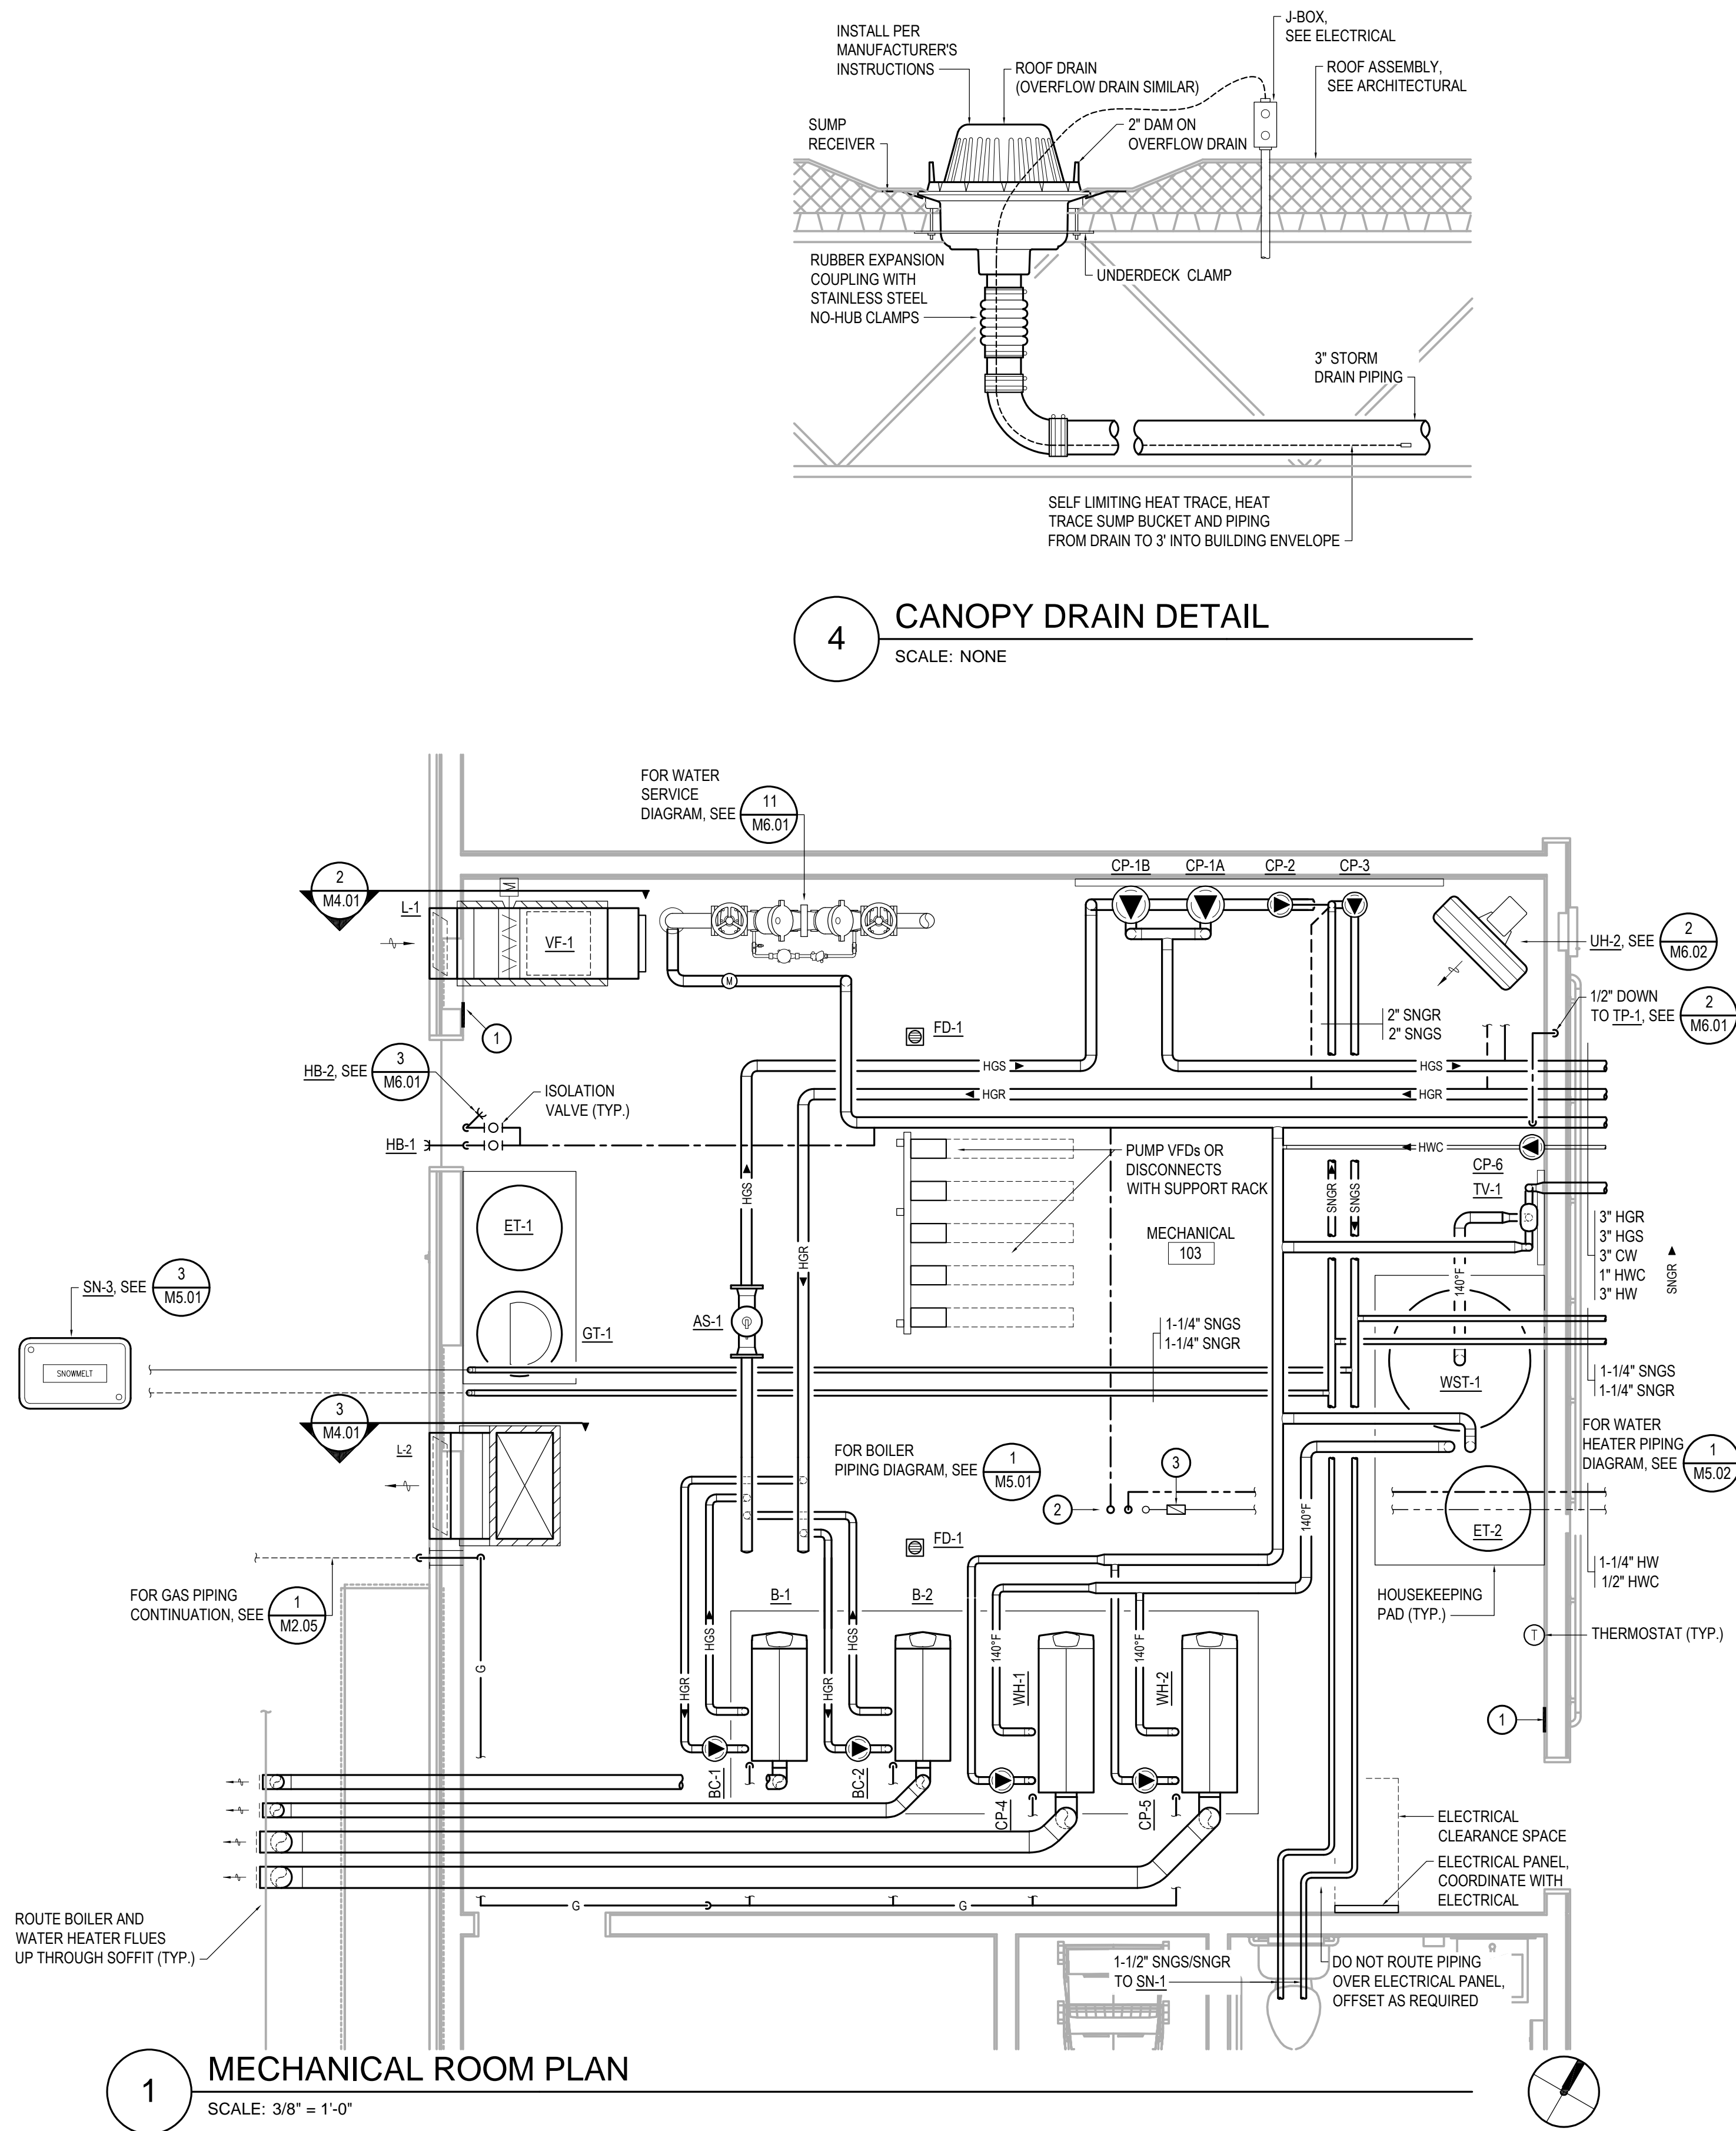 INSTALL PER
MANUFACTURER'S
INSTRUCTIONS
ROOF DRAIN
(OVERFLOW DRAIN SIMILAR)
J-BOX,
SEE ELECTRICAL
ROOF ASSEMBLY,
SEE ARCHITECTURAL
SUMP
RECEIVER
2" DAM ON
OVERFLOW DRAIN
RUBBER EXPANSION
COUPLING WITH
STAINLESS STEEL
NO-HUB CLAMPS
UNDERDECK CLAMP
3" STORM
DRAIN PIPING
SELF LIMITING HEAT TRACE, HEAT
TRACE SUMP BUCKET AND PIPING
FROM DRAIN TO 3' INTO BUILDING ENVELOPE
4
CANOPY DRAIN DETAIL
SCALE: NONE
FOR WATER
SERVICE
DIAGRAM, SEE
11
M6.01
2
M4.01
L-1
M
VF-1
CP-1B
CP-1A
CP-2
CP-3
UH-2, SEE
2
M6.02
1/2" DOWN
TO TP-1, SEE
2
M6.01
M
1
FD-1
2" SNGR
2" SNGS
HGS
HGS
HGR
HGR
HB-2, SEE
3
M6.01
ISOLATION
VALVE (TYP.)
HB-1
PUMP VFDs OR
DISCONNECTS
WITH SUPPORT RACK
HWC
CP-6
TV-1
HGS
HGR
SNGR
SNGS
MECHANICAL
103
ET-1
3" HGR
3" HGS
3" CW
1" HWC
3" HW
SNGR
140°F
SN-3, SEE
3
M5.01
SNOWMELT
GT-1
AS-1
1-1/4" SNGS
1-1/4" SNGR
WST-1
1-1/4" SNGS
1-1/4" SNGR
3
M4.01
L-2
FOR BOILER
PIPING DIAGRAM, SEE
1
M5.01
3
2
FOR WATER
HEATER PIPING
DIAGRAM, SEE
1
M5.02
140°F
ET-2
FD-1
1-1/4" HW
1/2" HWC
FOR GAS PIPING
CONTINUATION, SEE
1
M2.05
B-1
B-2
HOUSEKEEPING
PAD (TYP.)
T
THERMOSTAT (TYP.)
G
HGR
HGS
HGR
HGS
140°F
WH-1
140°F
WH-2
1
BC-1
BC-2
CP-4
CP-5
ELECTRICAL
CLEARANCE SPACE
ELECTRICAL PANEL,
COORDINATE WITH
ELECTRICAL
G
G
ROUTE BOILER AND
WATER HEATER FLUES
UP THROUGH SOFFIT (TYP.)
1-1/2" SNGS/SNGR
TO SN-1
DO NOT ROUTE PIPING
OVER ELECTRICAL PANEL,
OFFSET AS REQUIRED
1
MECHANICAL ROOM PLAN
SCALE: 3/8" = 1'-0"